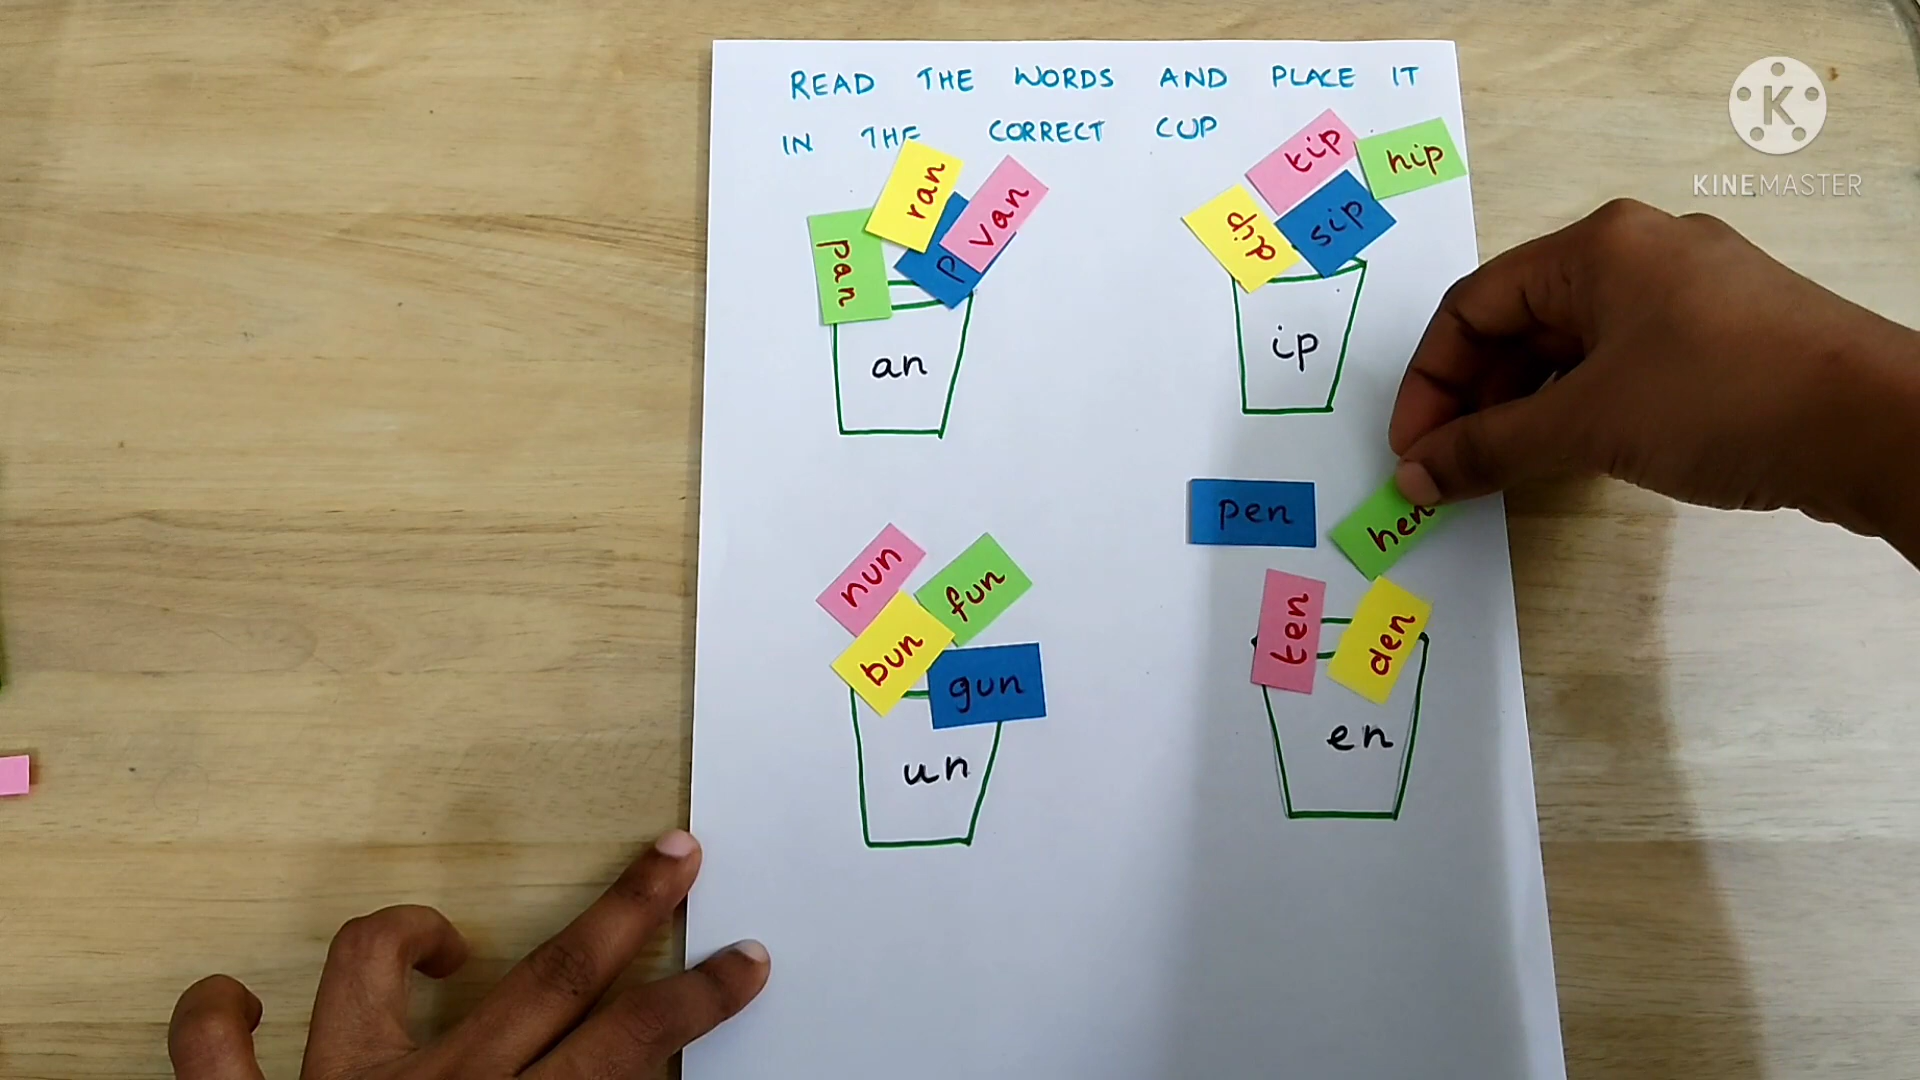 READ THE WORDS AND PLACE IT
IN THE CORRECT CUP
KINEMASTER
ran
van
pan
an
tip
hip
dip
sip
ip
nun
fun
bun
gun
un
pen
hen
ten
den
en